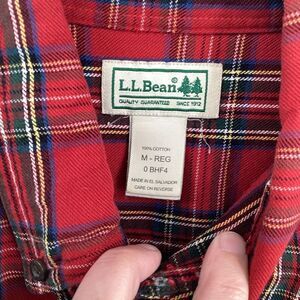 L.L.Bean®
QUALITY GUARANTEED SINCE 1912
100% COTTON
M - REG
0 BHF4
MADE IN EL SALVADOR
CARE ON REVERSE